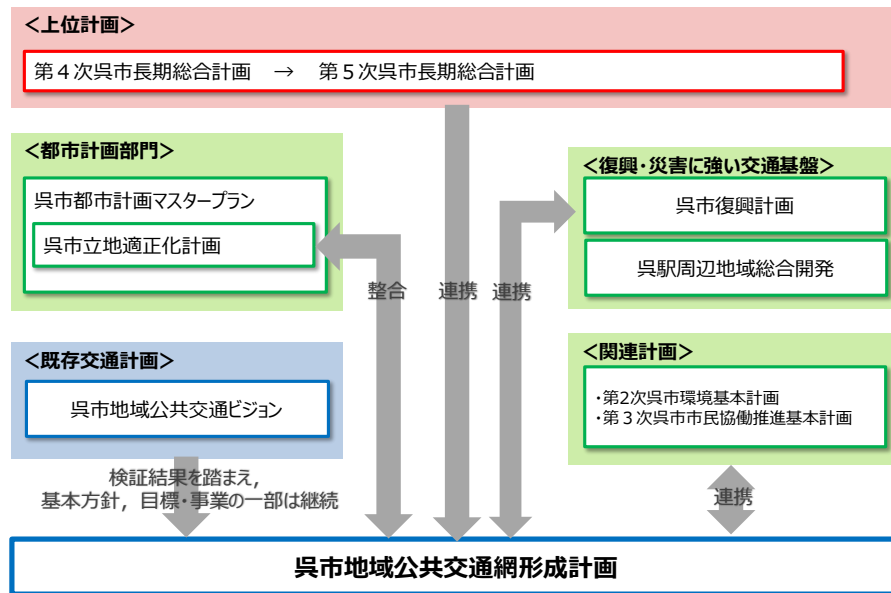 ＜上位計画＞
第４次呉市長期総合計画　→　第５次呉市長期総合計画
＜都市計画部門＞
呉市都市計画マスタープラン
呉市立地適正化計画
＜復興・災害に強い交通基盤＞
呉市復興計画
呉駅周辺地域総合開発
整合
連携
連携
＜既存交通計画＞
呉市地域公共交通ビジョン
＜関連計画＞
・第2次呉市環境基本計画
・第３次呉市市民協働推進基本計画
検証結果を踏まえ，
基本方針，目標・事業の一部は継続
連携
呉市地域公共交通網形成計画